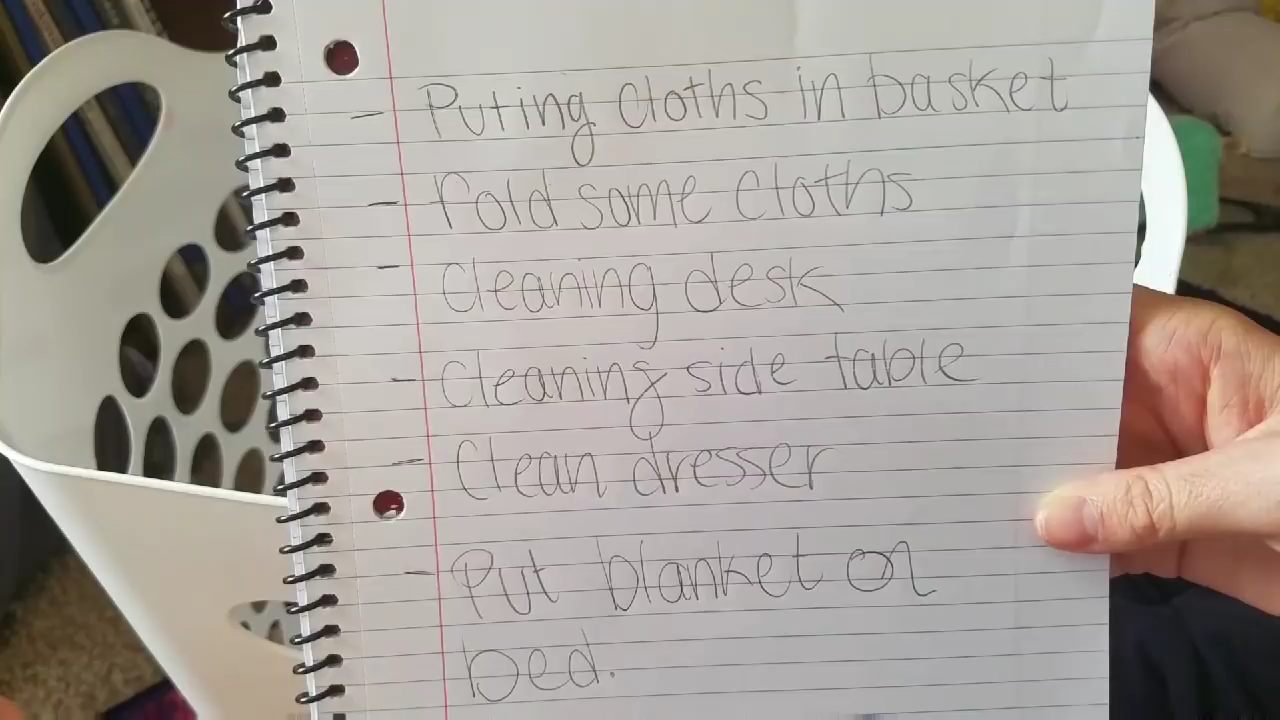 - Puting cloths in basket
- Fold some cloths
- Cleaning desk
- Cleaning side table
- Clean dresser
- Put blanket on
bed.